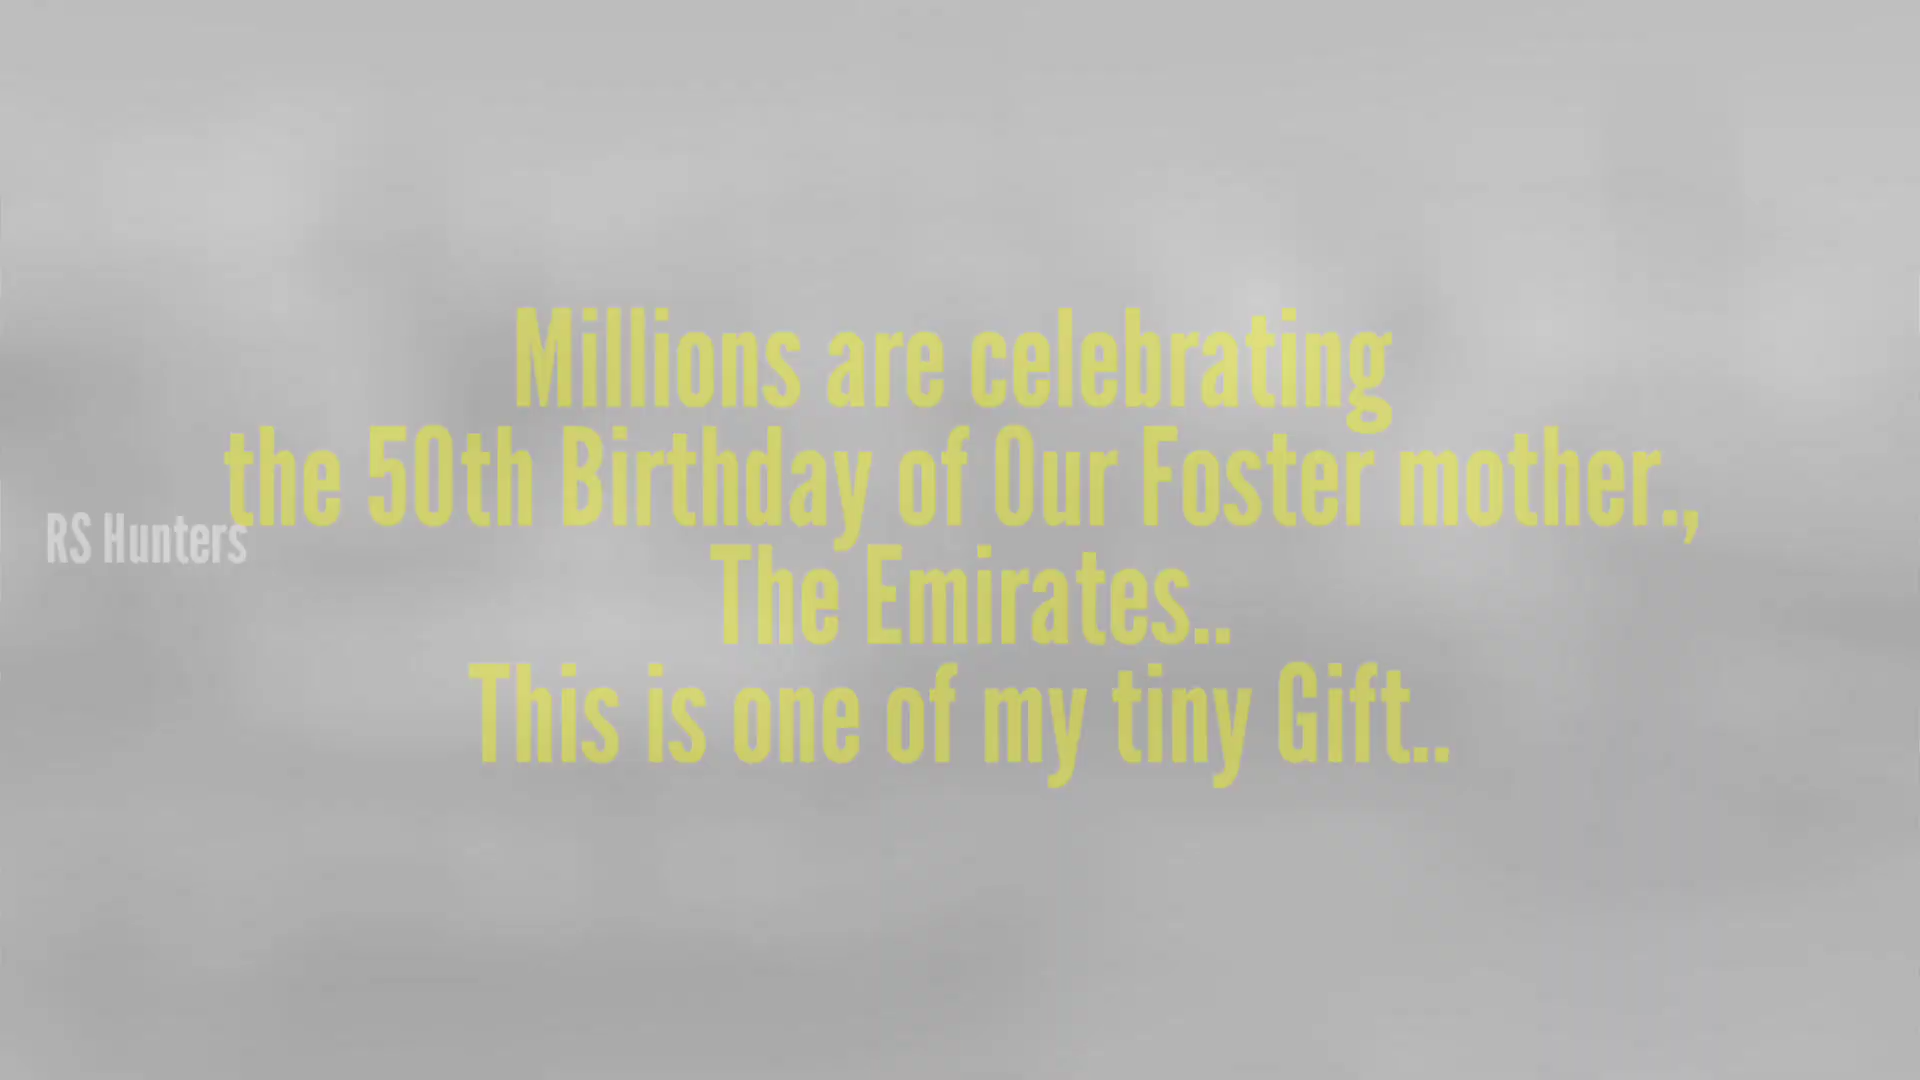 Millions are celebrating
the 50th Birthday of Our Foster mother.,
RS Hunters
The Emirates..
This is one of my tiny Gift..